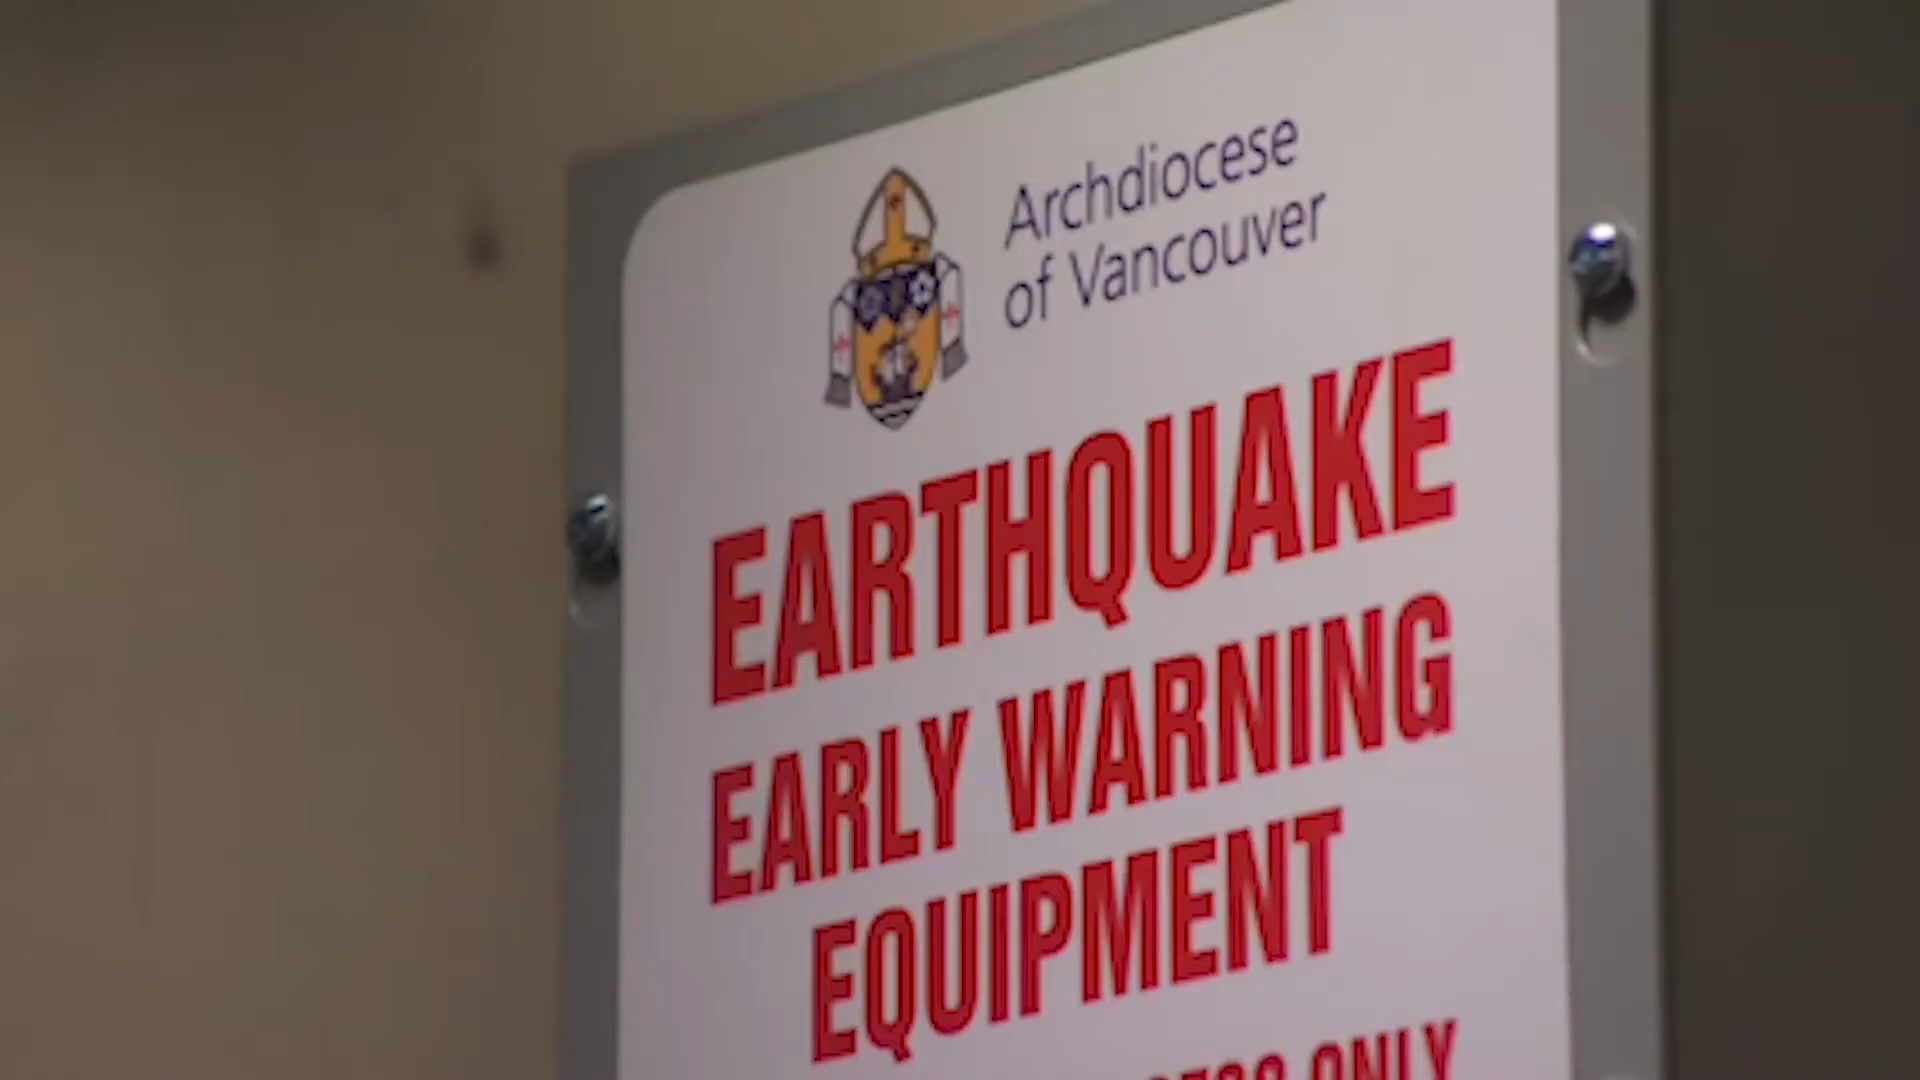 Archdiocese
of Vancouver
EARTHQUAKE
EARLY WARNING
EQUIPMENT
ONLY